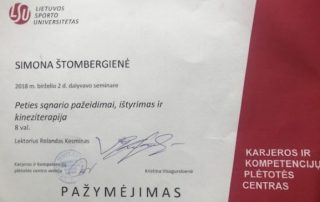 LSU
LIETUVOS
SPORTO
UNIVERSITETAS
SIMONA ŠTOMBERGIENĖ
2018 m. birželio 2 d. dalyvavo seminare
Peties sąnario pažeidimai, ištyrimas ir
kineziterapija
8 val.
Lektorius Rolandas Kesminas
Karjeros ir Kompetencijų
plėtotės centro
Kristina Visagurskienė
PAŽYMĖJIMAS
KARJEROS IR
KOMPETENCIJŲ
PLĖTOTĖS
CENTRAS